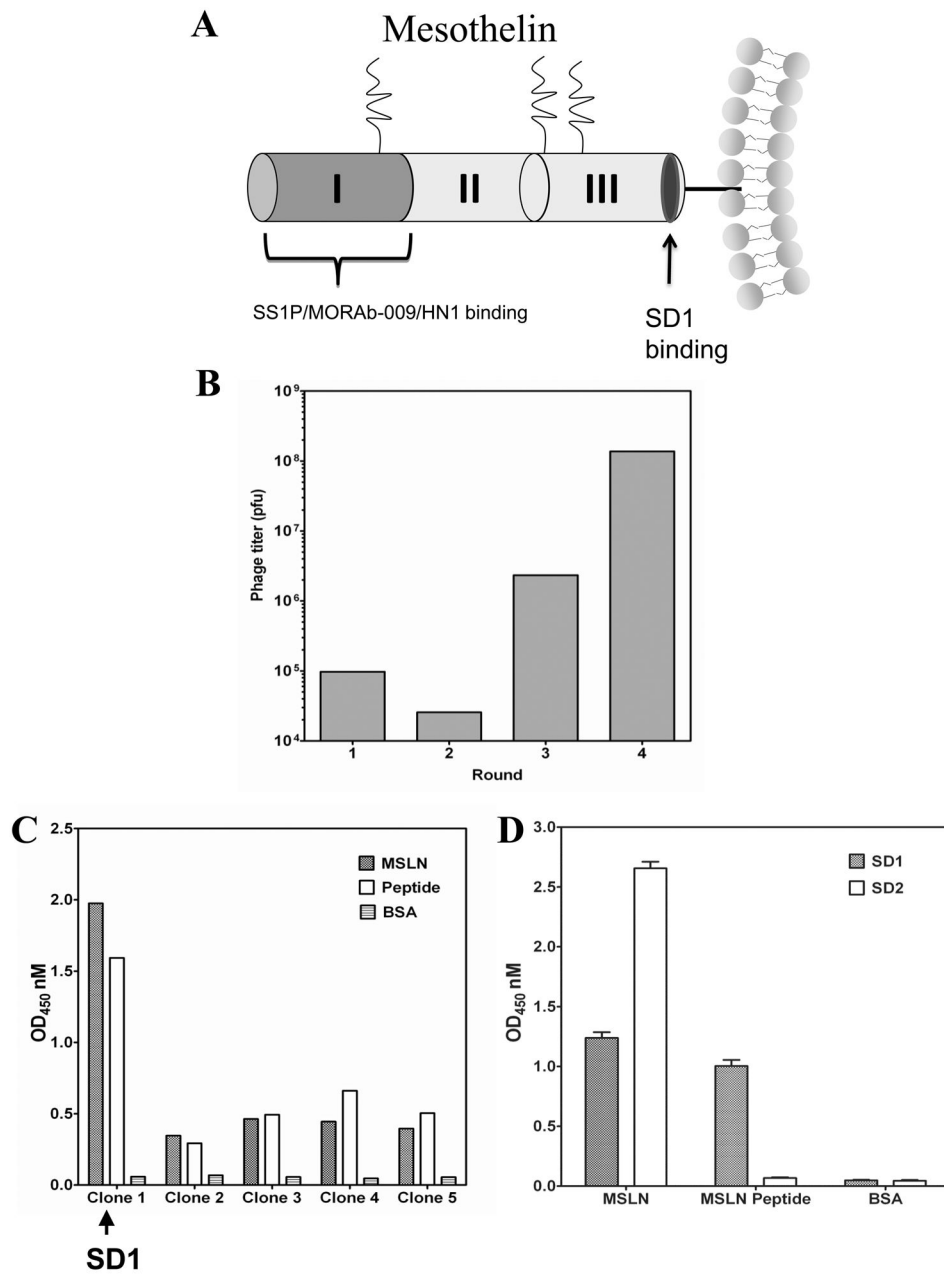 A
Mesothelin
I
II
III
SS1P/MORAb-009/HN1 binding
SD1
binding
B
10⁹
10⁸
10⁷
10⁶
10⁵
10⁴
Phage titer (pfu)
1 2 3 4
Round
C
2.5
2.0
1.5
1.0
0.5
0.0
OD₄₅₀ nM
MSLN
Peptide
BSA
Clone 1 Clone 2 Clone 3 Clone 4 Clone 5
SD1
D
3.0
2.5
2.0
1.5
1.0
0.5
0.0
OD₄₅₀ nM
SD1
SD2
MSLN MSLN Peptide BSA